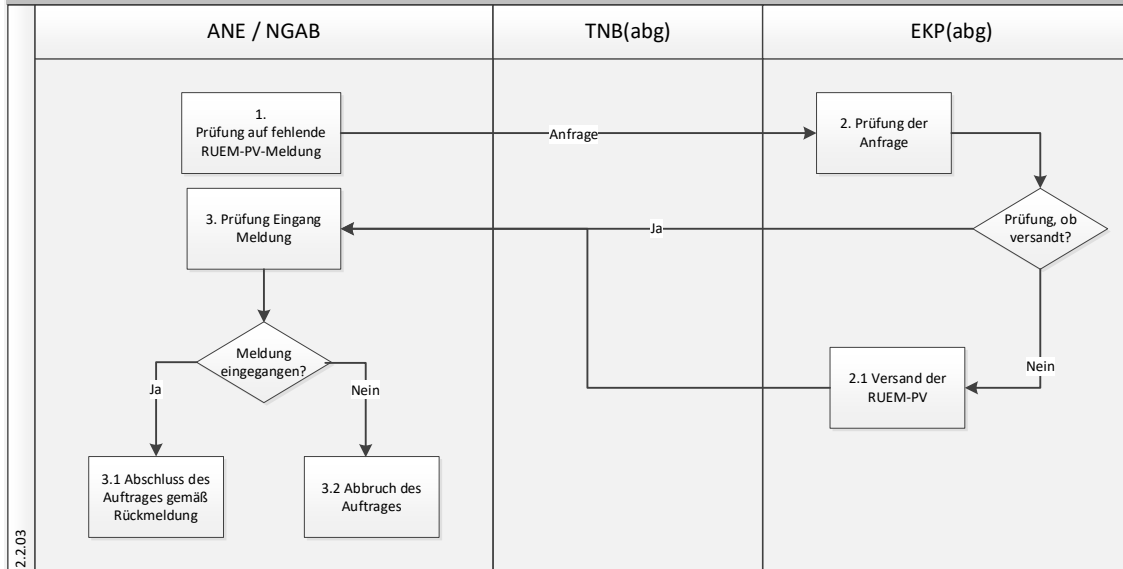 ANE / NGAB
TNB(abg)
EKP(abg)
1.
Prüfung auf fehlende
RUEM-PV-Meldung
Anfrage
2. Prüfung der
Anfrage
3. Prüfung Eingang
Meldung
Ja
Prüfung, ob
versandt?
Meldung
eingegangen?
Ja
Nein
2.1 Versand der
RUEM-PV
Nein
3.1 Abschluss des
Auftrages gemäß
Rückmeldung
3.2 Abbruch des
Auftrages
2.2.03